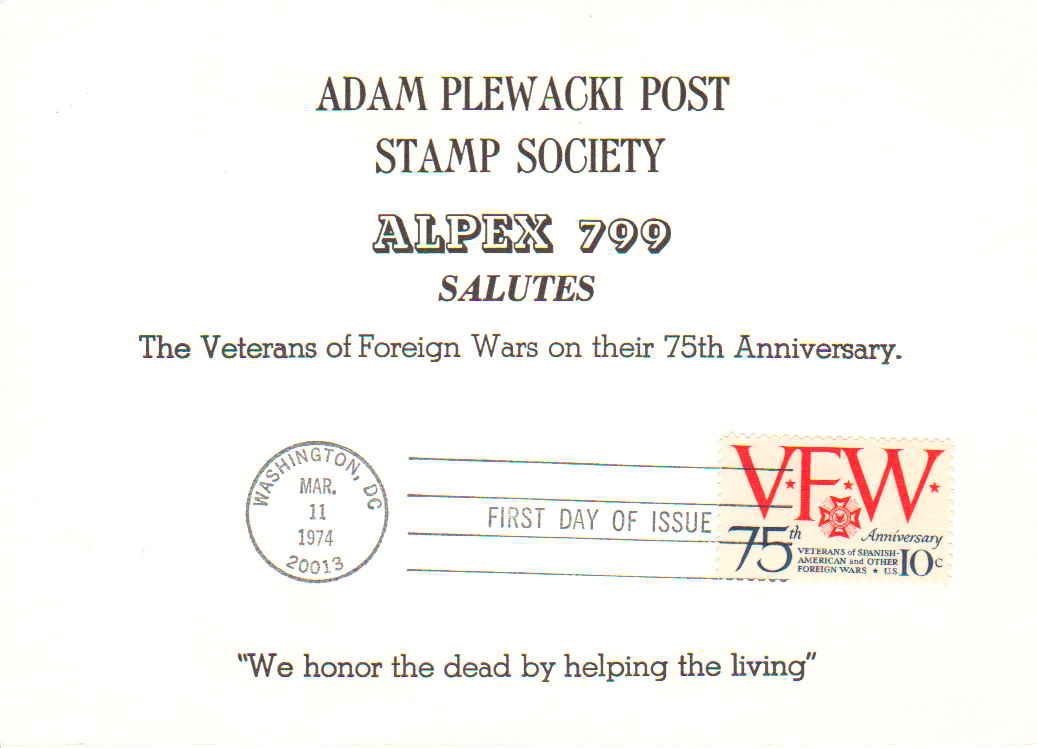 ADAM PLEWACKI POST
STAMP SOCIETY
ALPEX 799
SALUTES
The Veterans of Foreign Wars on their 75th Anniversary.
WASHINGTON, DC
MAR.
11
1974
20013
FIRST DAY OF ISSUE
V·F·W·
75th Anniversary
VETERANS of SPANISH-
AMERICAN and OTHER
FOREIGN WARS ★ U.S. 10c
"We honor the dead by helping the living"